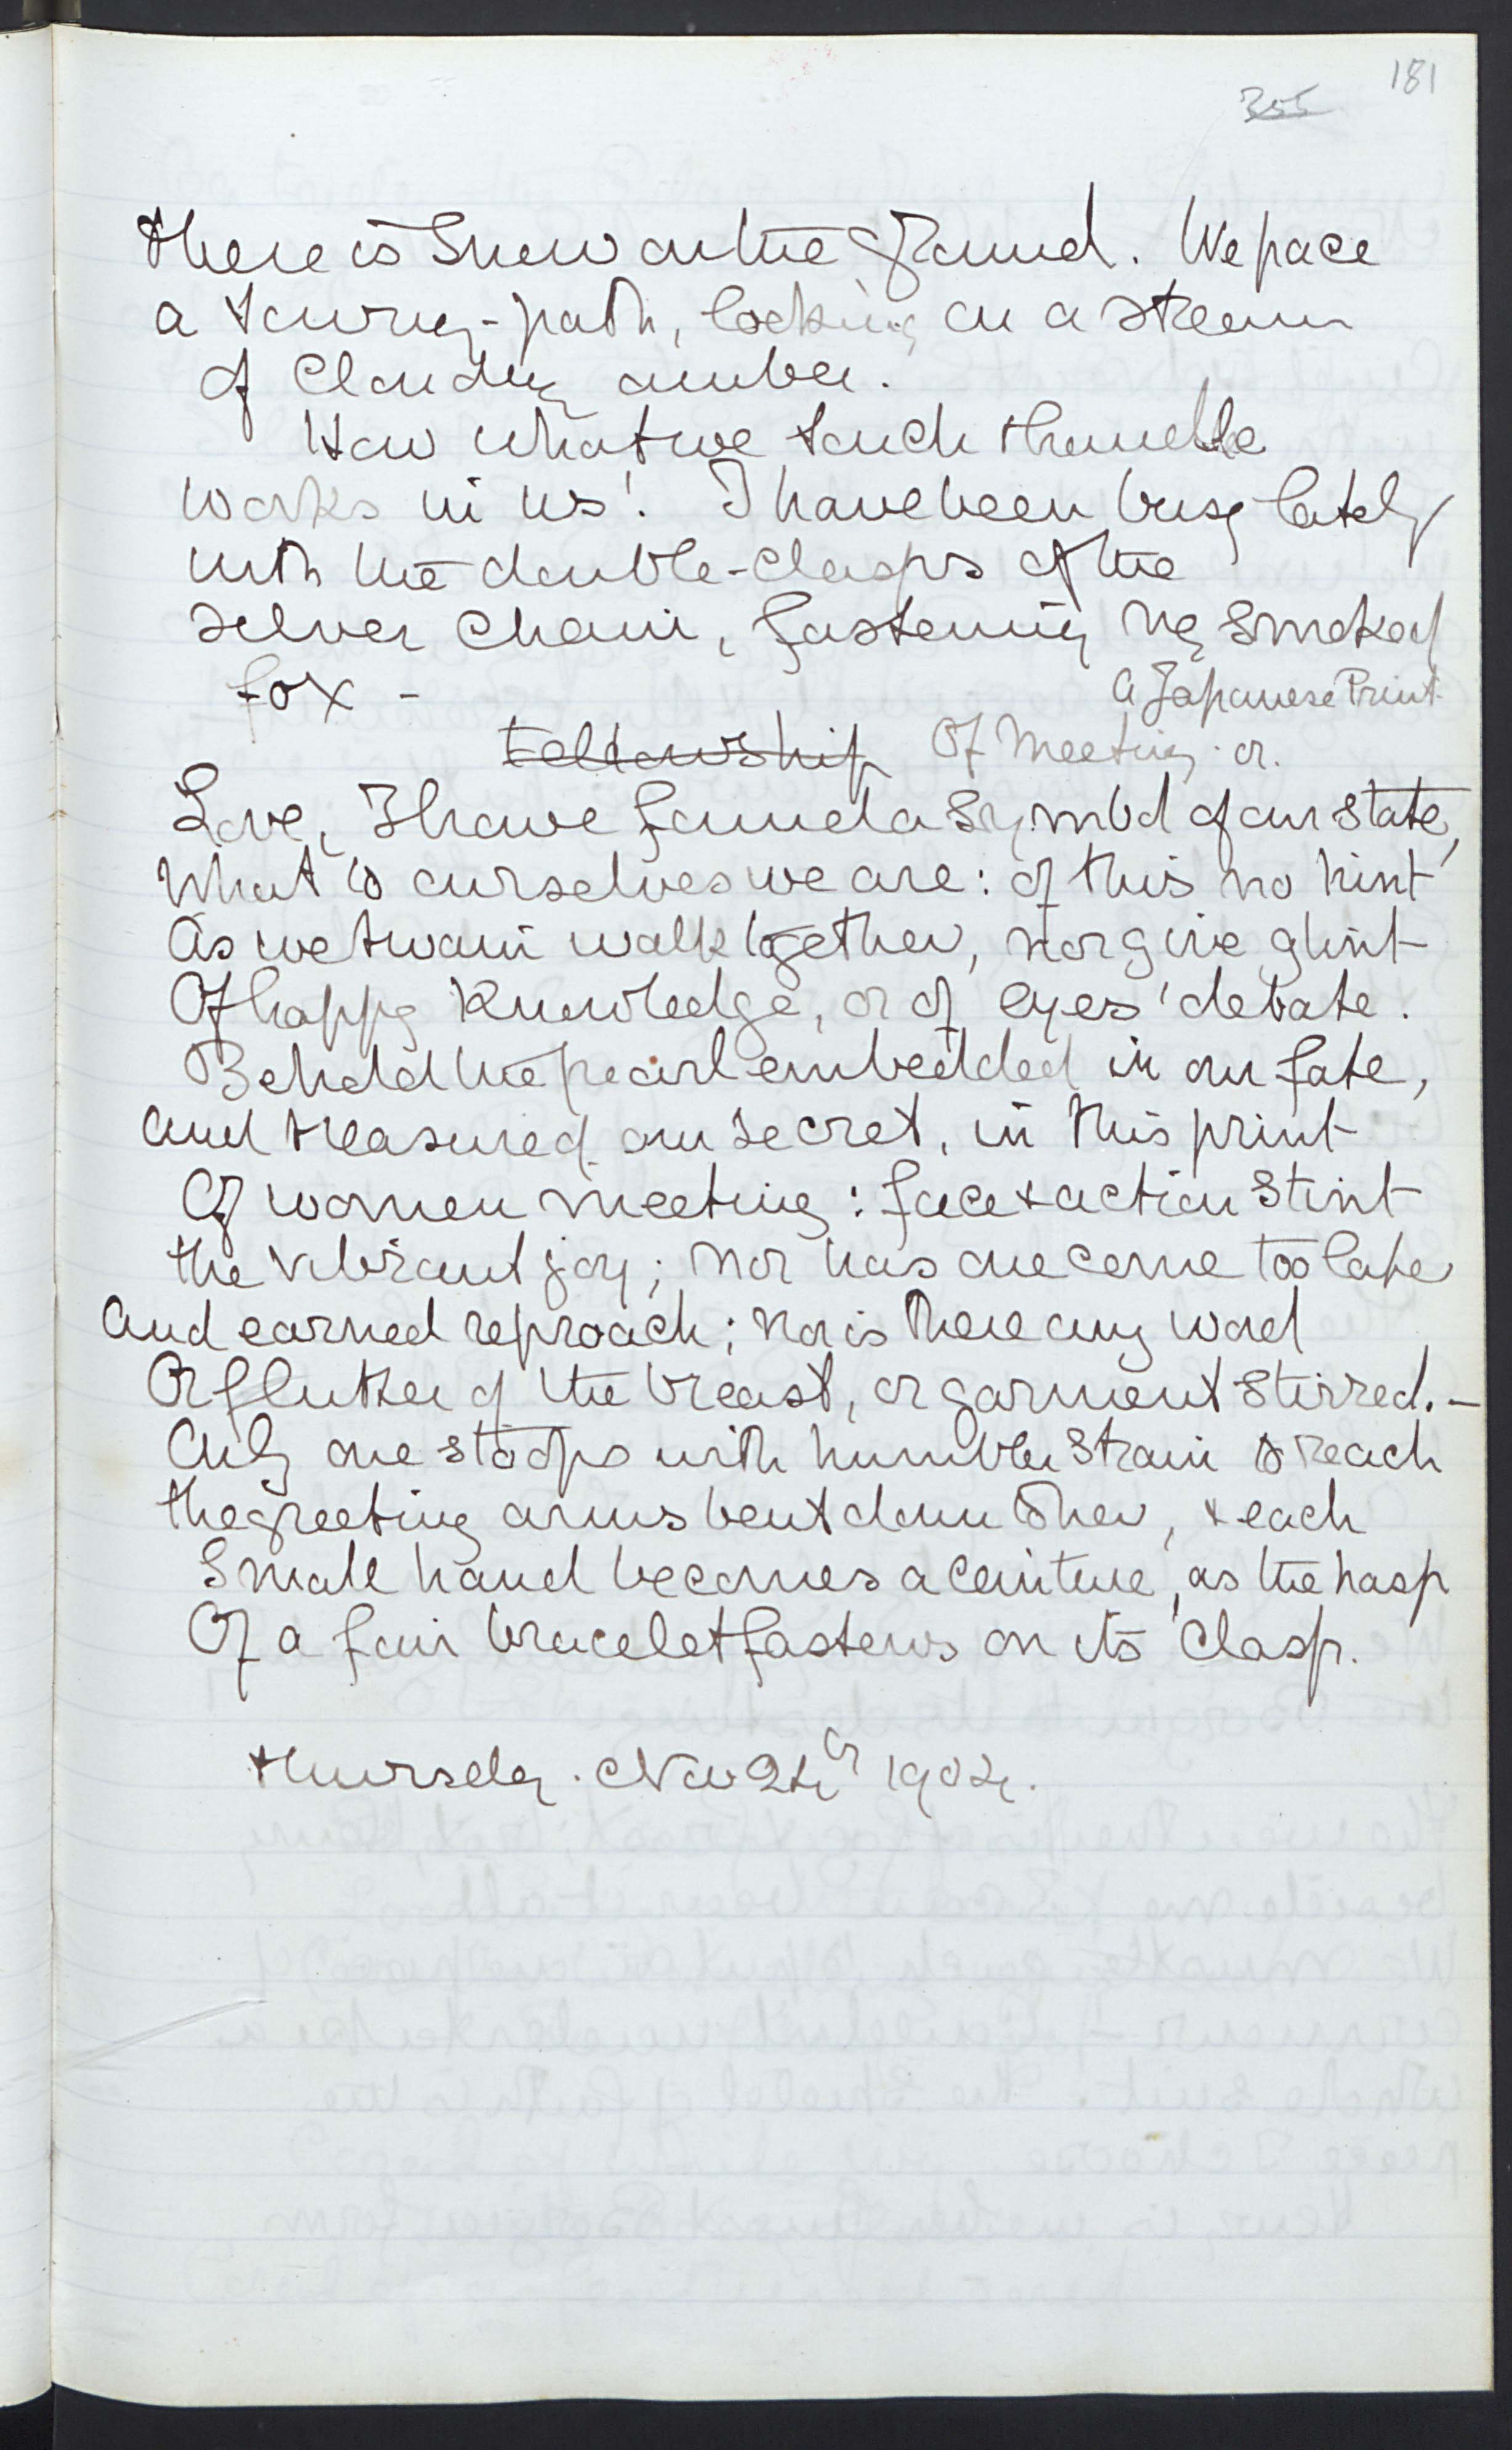 181
355
There is Snow on the ground. We pace
a towing-path, looking on a stream
of cloudy amber.
How what we touch & handle
works in us! I have been busy lately
with the double-clasps of the
silver chain, fastening my smoked
fox -
A Japanese Print
Fellowship Of Meeting. or.
Love, I have found a symbol of our state,
What to ourselves we are: of this no hint
As we twain walk together, nor give glint
Of happy Knowledge, or of eyes' debate.
Behold the pearl embedded in our fate,
And treasured our secret, in this print
Of women meeting: face & action stint
the vibrant joy; nor has one come too late
And earned reproach; nor is there any word
Or flutter of the breast, or garment stirred. -
Only one stoops with humbler strain to reach
the greeting arms bent down to her, & each
Small hand becomes a ceinture, as the hasp
Of a fair bracelet fastens on its clasp.
Thursday. Nov 24th 1904.